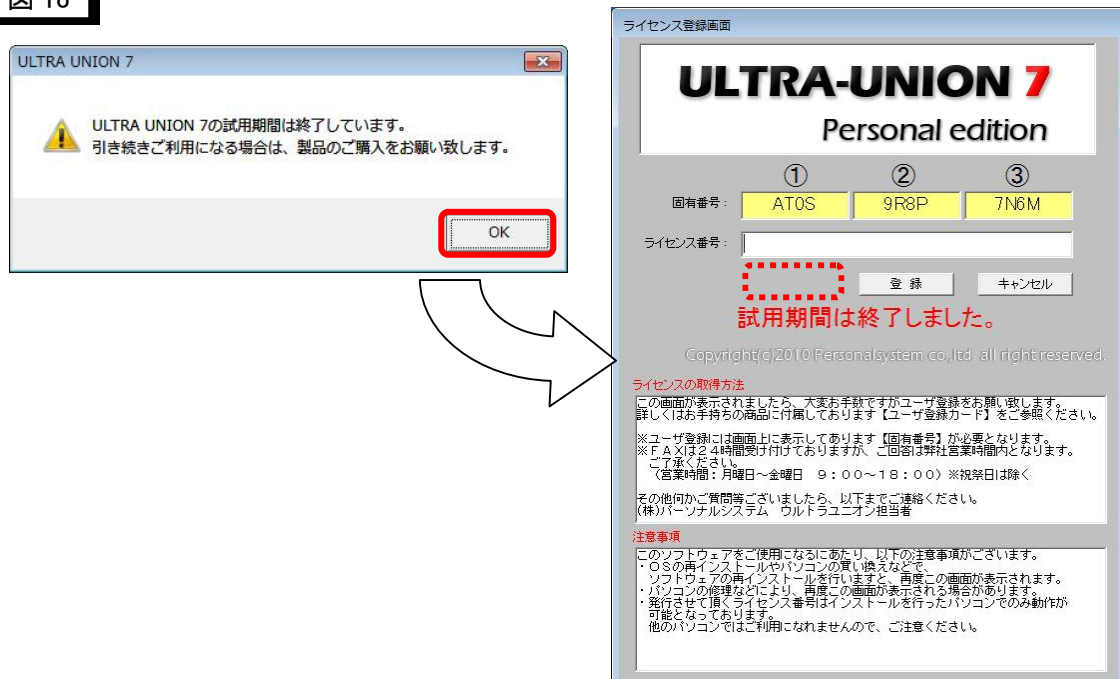 図 16
ULTRA UNION 7
ULTRA UNION 7の試用期間は終了しています。
引き続きご利用になる場合は、製品のご購入をお願い致します。
OK
ライセンス登録画面
ULTRA-UNION 7
Personal edition
① ② ③
固有番号: AT0S 9R8P 7N6M
ライセンス番号:
登 録 キャンセル
試用期間は終了しました。
Copyright(c)2010 Personalsystem co,.ltd. all right reserved.
ライセンスの取得方法
この画面が表示されましたら、大変お手数ですがユーザ登録をお願い致します。
詳しくはお手持ちの商品に付属しております【ユーザ登録カード】をご参照ください。
※ユーザ登録には画面上に表示してあります【固有番号】が必要となります。
※FAXは24時間受け付けておりますが、ご回答は弊社営業時間内となります。
ご了承ください。
(営業時間:月曜日~金曜日 9:00~18:00)※祝祭日は除く
その他何かご質問等ございましたら、以下までご連絡ください。
(株)パーソナルシステム ウルトラユニオン担当者
注意事項
このソフトウェアをご使用になるにあたり、以下の注意事項がございます。
・OSの再インストールやパソコンの買い換えなどで、
ソフトウェアの再インストールを行いますと、再度この画面が表示されます。
・パソコンの修理などにより、再度この画面が表示される場合があります。
・発行させて頂くライセンス番号はインストールを行ったパソコンでのみ動作が
可能となっております。
他のパソコンではご利用になれませんので、ご注意ください。